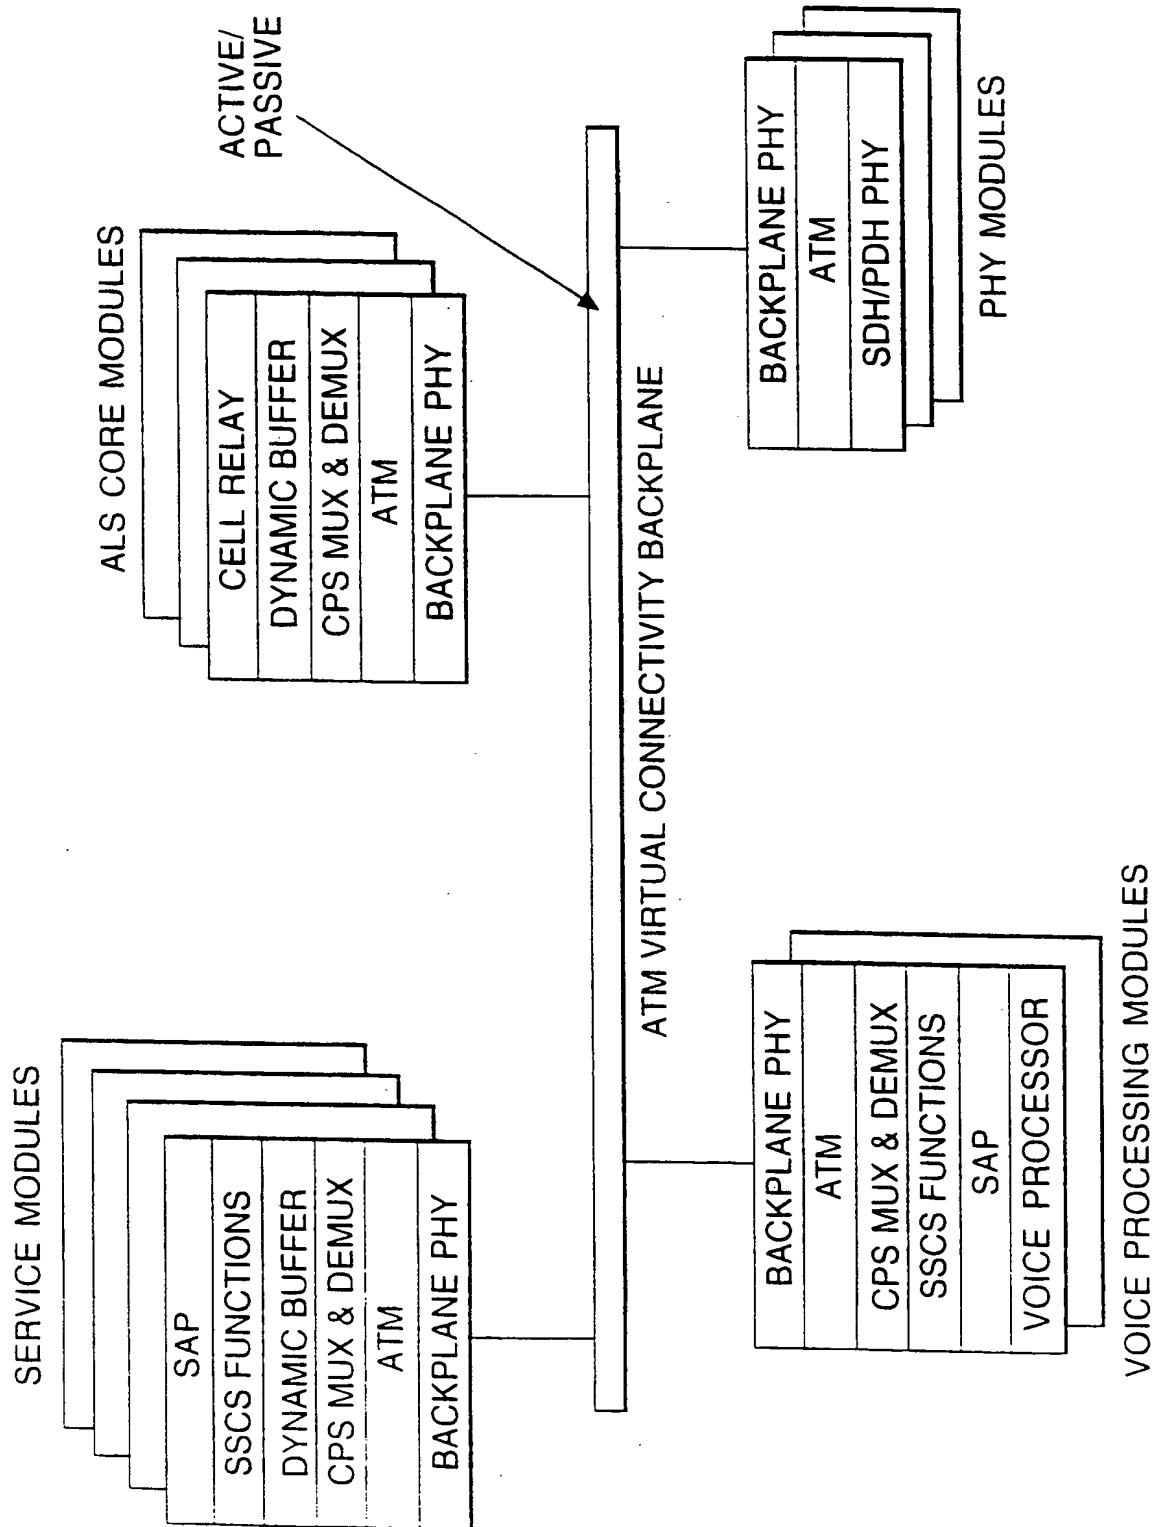 SERVICE MODULES
SAP
SSCS FUNCTIONS
DYNAMIC BUFFER
CPS MUX & DEMUX
ATM
BACKPLANE PHY
ALS CORE MODULES
CELL RELAY
DYNAMIC BUFFER
CPS MUX & DEMUX
ATM
BACKPLANE PHY
ACTIVE/
PASSIVE
ATM VIRTUAL CONNECTIVITY BACKPLANE
BACKPLANE PHY
ATM
CPS MUX & DEMUX
SSCS FUNCTIONS
SAP
VOICE PROCESSOR
VOICE PROCESSING MODULES
BACKPLANE PHY
ATM
SDH/PDH PHY
PHY MODULES